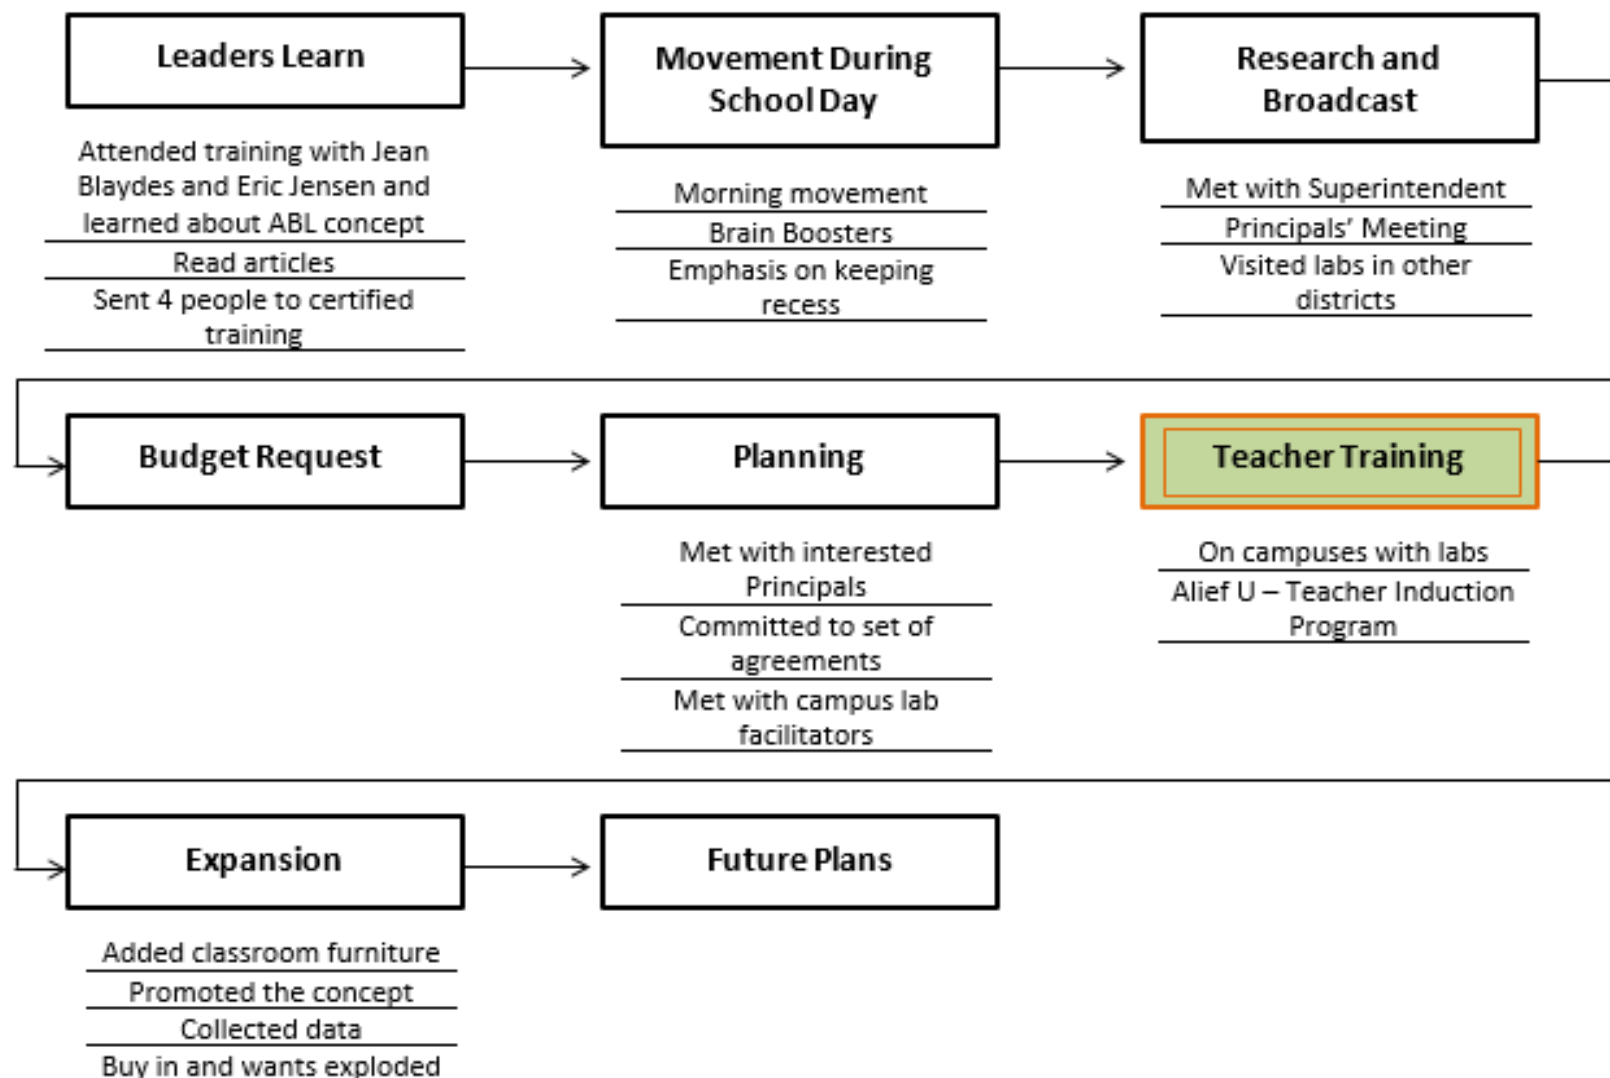 Leaders Learn
Attended training with Jean
Blaydes and Eric Jensen and
learned about ABL concept
Read articles
Sent 4 people to certified
training
Movement During
School Day
Morning movement
Brain Boosters
Emphasis on keeping
recess
Research and
Broadcast
Met with Superintendent
Principals’ Meeting
Visited labs in other
districts
Budget Request
Planning
Met with interested
Principals
Committed to set of
agreements
Met with campus lab
facilitators
Teacher Training
On campuses with labs
Alief U – Teacher Induction
Program
Expansion
Added classroom furniture
Promoted the concept
Collected data
Buy in and wants exploded
Future Plans